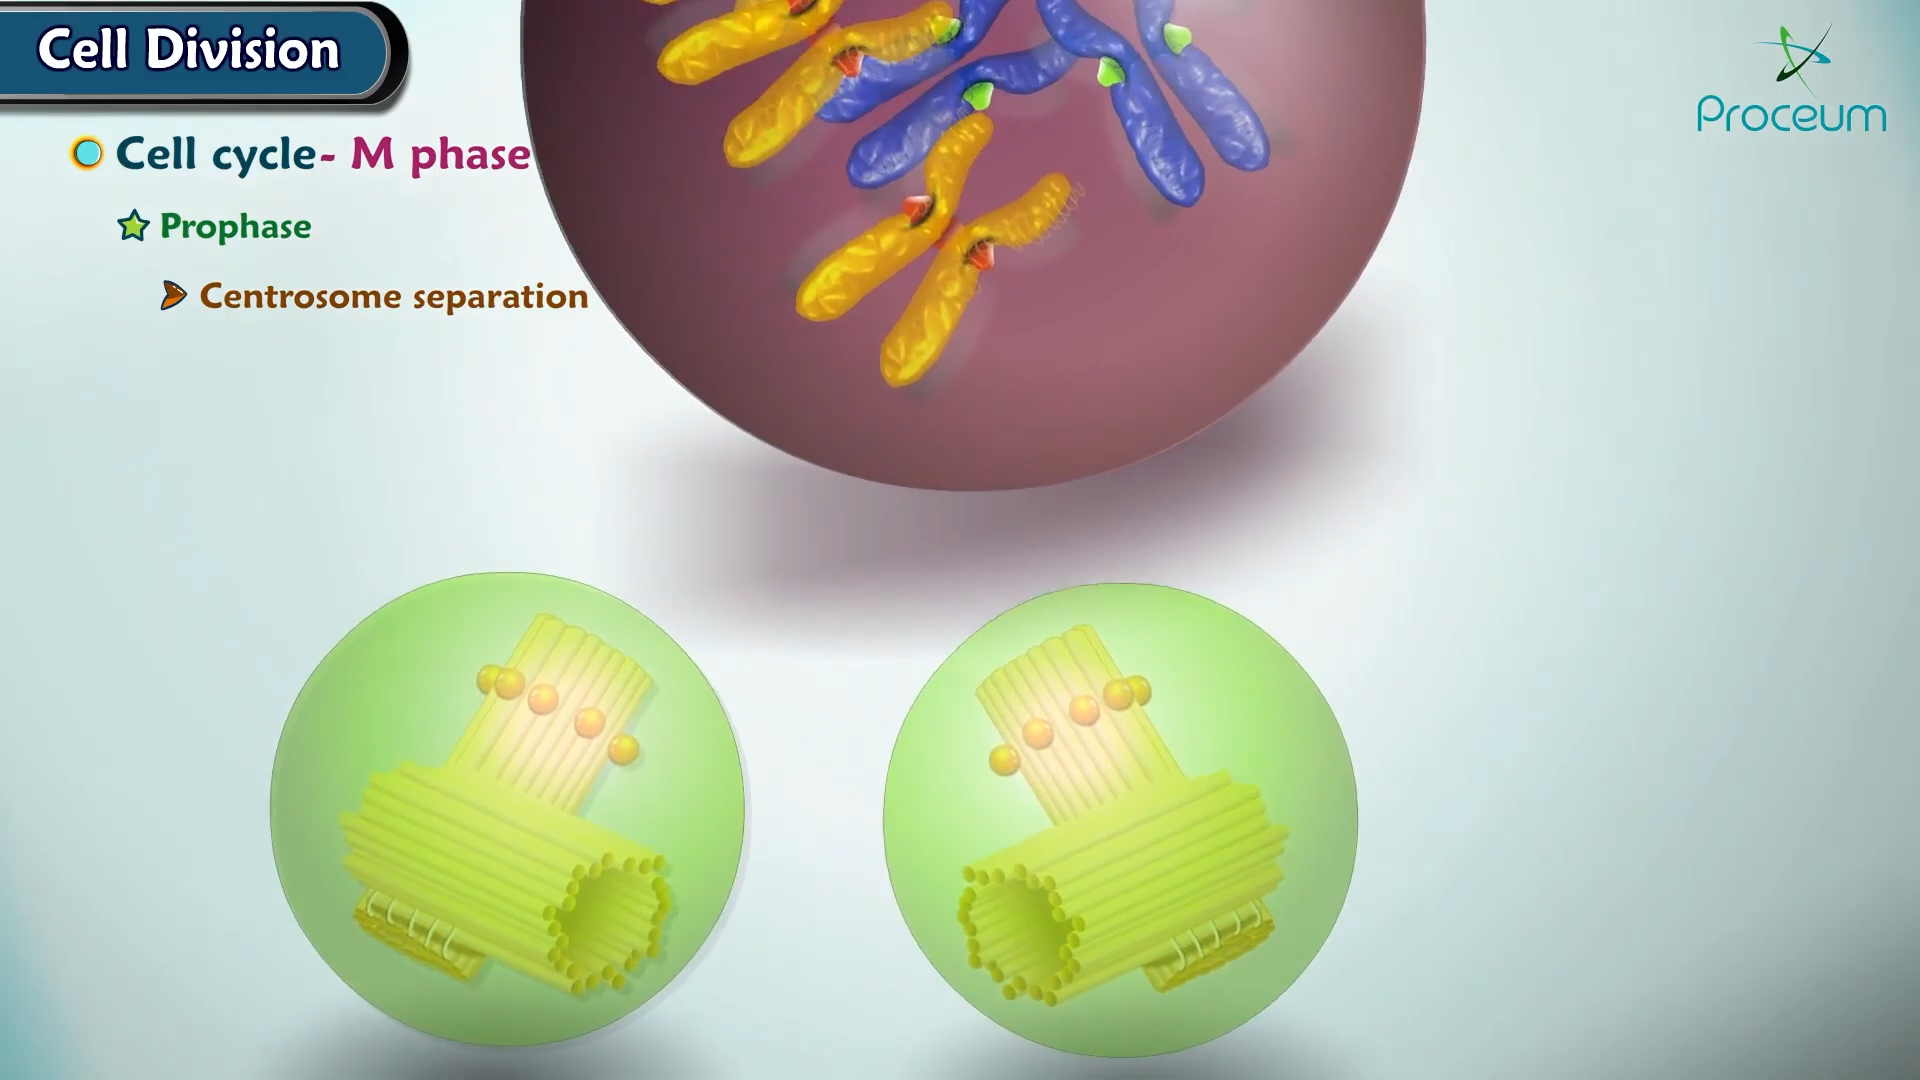 Cell Division
Proceum
Cell cycle- M phase
Prophase
Centrosome separation